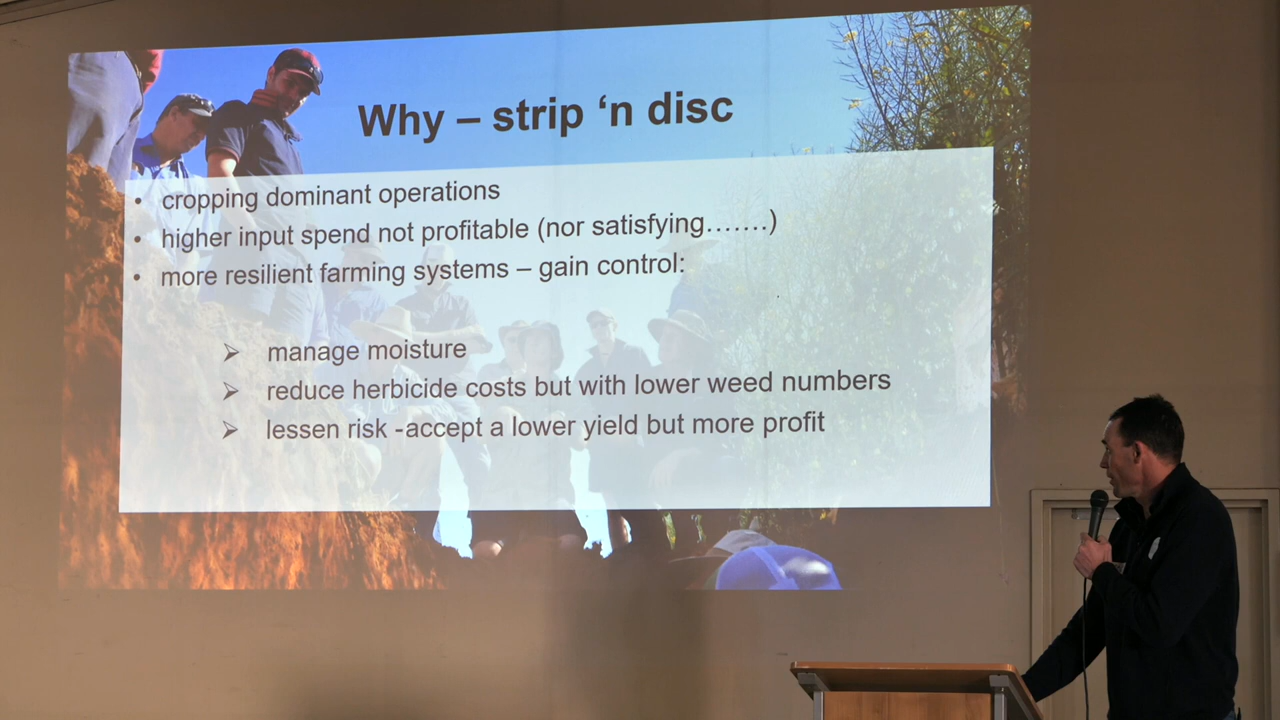 Why – strip ‘n disc
• cropping dominant operations
• higher input spend not profitable (nor satisfying…….)
• more resilient farming systems – gain control:
➢ manage moisture
➢ reduce herbicide costs but with lower weed numbers
➢ lessen risk -accept a lower yield but more profit